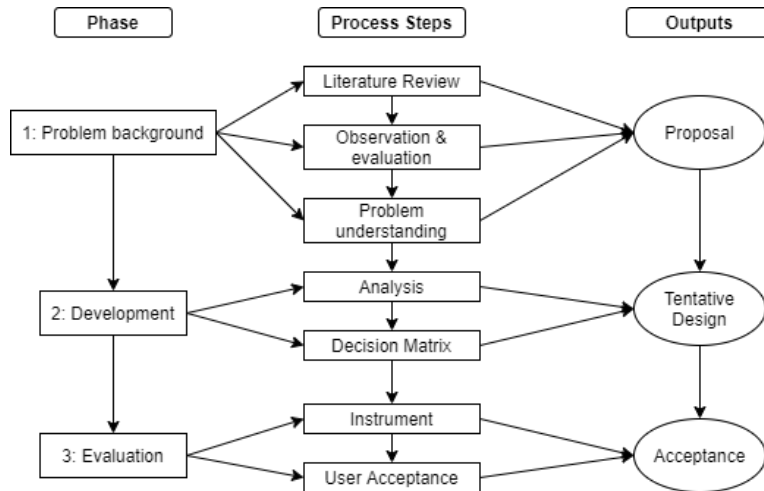 Phase
Process Steps
Outputs
Literature Review
1: Problem background
Observation &
evaluation
Proposal
Problem
understanding
Analysis
2: Development
Tentative
Design
Decision Matrix
Instrument
3: Evaluation
Acceptance
User Acceptance